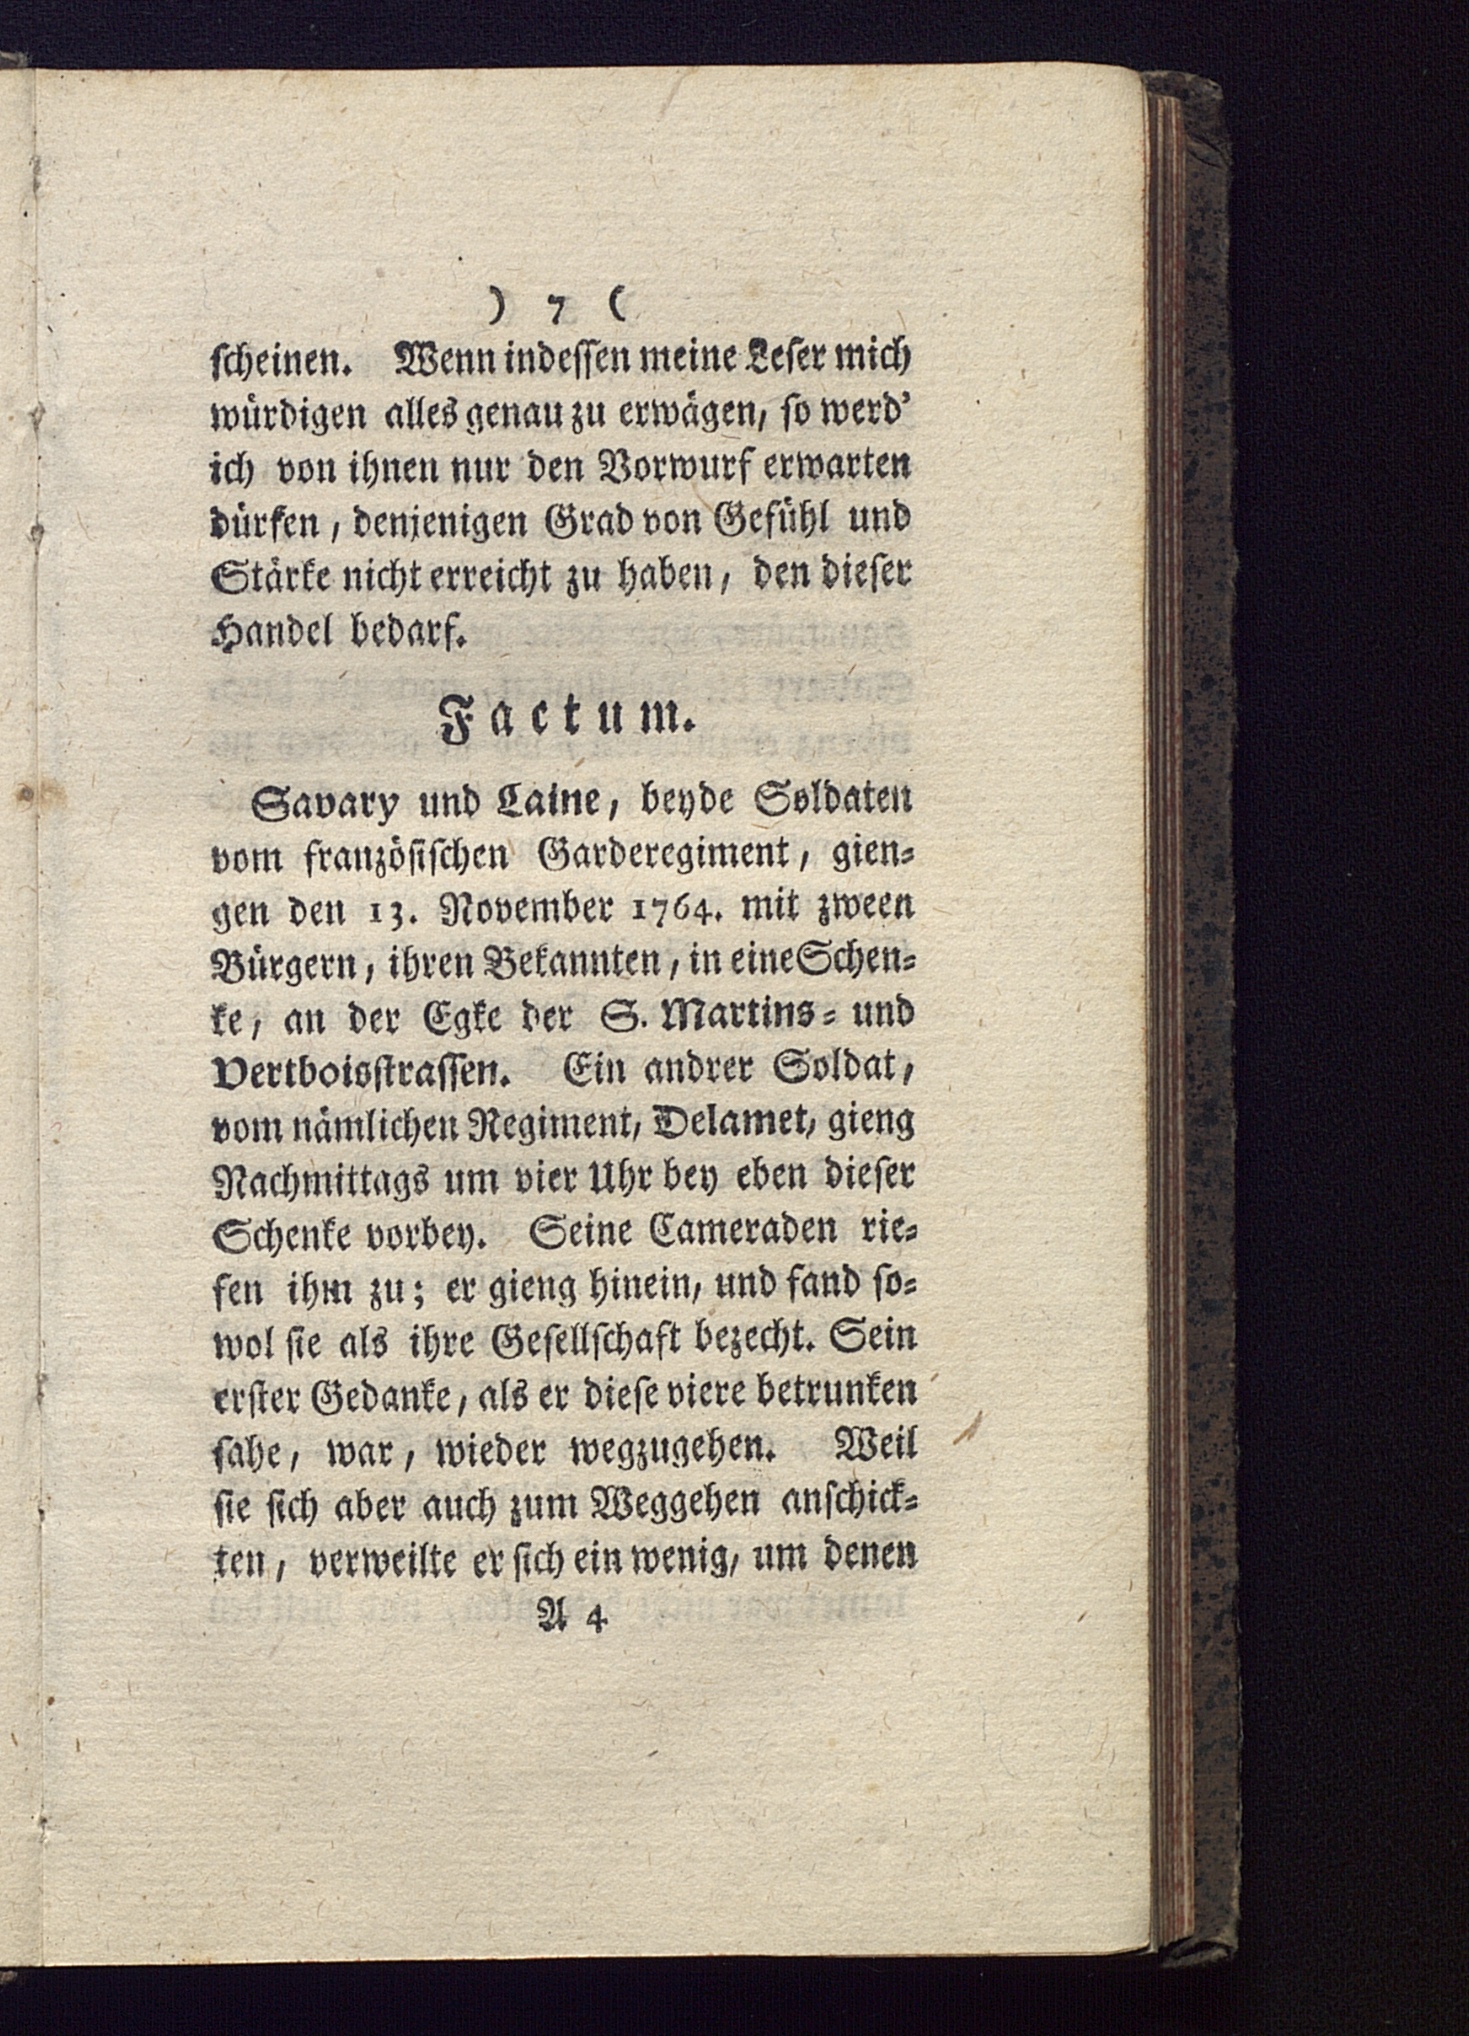 ) 7 (
ſcheinen. Wenn indeſſen meine Leſer mich
würdigen alles genau zu erwägen, ſo werd'
ich von ihnen nur den Vorwurf erwarten
dürfen, denjenigen Grad von Gefühl und
Stärke nicht erreicht zu haben, den dieſer
Handel bedarf.
Factum.
Savary und Laine, beyde Soldaten
vom franzöſiſchen Garderegiment, gien-
gen den 13. November 1764. mit zween
Bürgern, ihren Bekannten, in eine Schen-
ke, an der Egke der S. Martins- und
Vertboisſtraſſen. Ein andrer Soldat,
vom nämlichen Regiment, Delamet, gieng
Nachmittags um vier Uhr bey eben dieſer
Schenke vorbey. Seine Cameraden rie-
fen ihm zu; er gieng hinein, und fand ſo-
wol ſie als ihre Geſellſchaft bezecht. Sein
erſter Gedanke, als er dieſe viere betrunken
ſahe, war, wieder wegzugehen. Weil
ſie ſich aber auch zum Weggehen anſchick-
ten, verweilte er ſich ein wenig, um denen
A 4